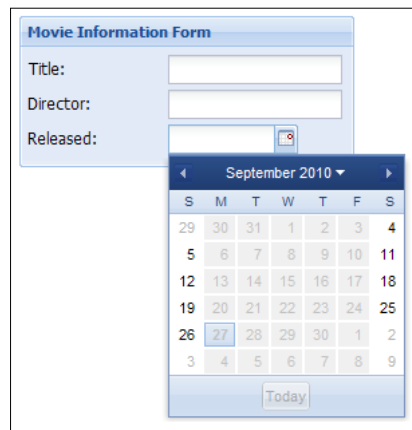 Movie Information Form
Title:
Director:
Released:
September 2010
S M T W T F S
29 30 31 1 2 3 4
5 6 7 8 9 10 11
12 13 14 15 16 17 18
19 20 21 22 23 24 25
26 27 28 29 30 1 2
3 4 5 6 7 8 9
Today